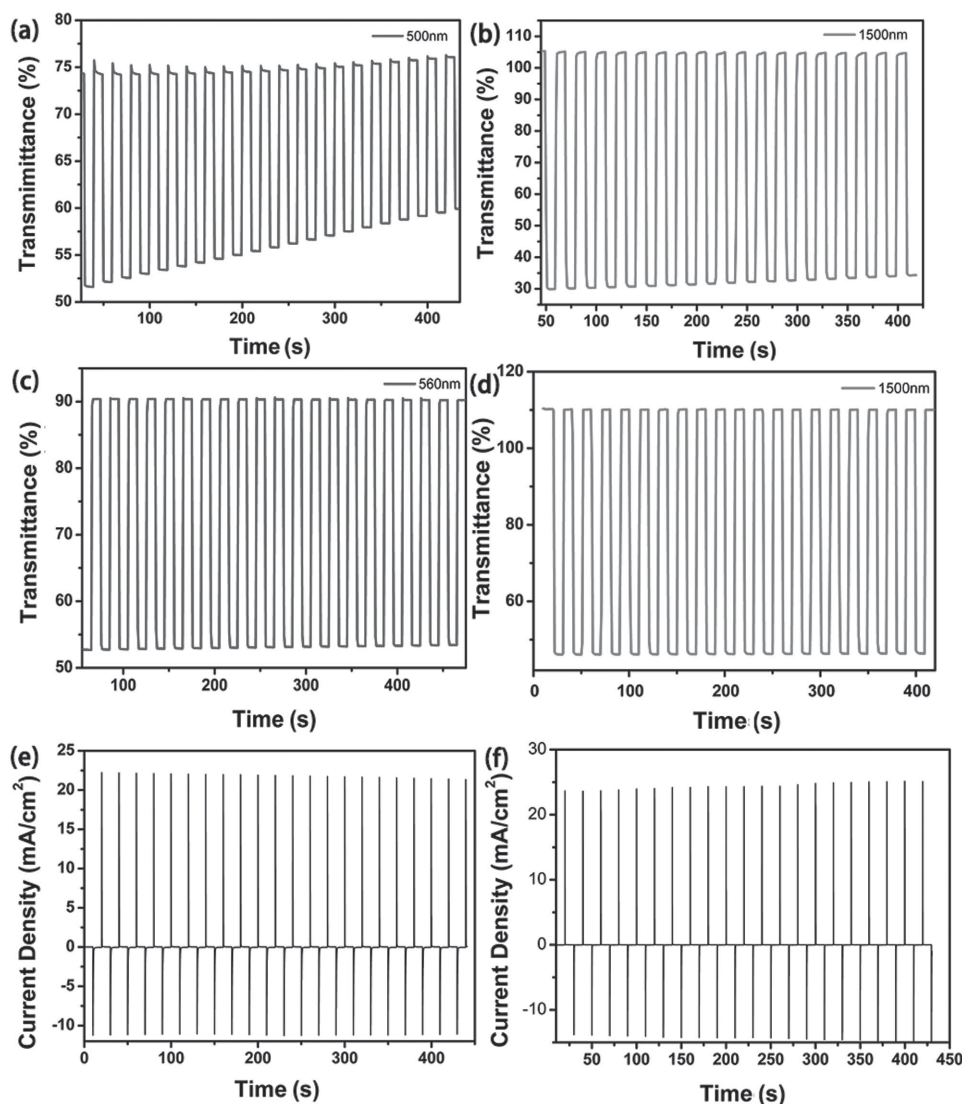 (a)
500nm
80
75
70
65
60
55
50
Transmimittance (%)
100 200 300 400
Time (s)
(b)
1500nm
110
100
90
80
70
60
50
40
30
Transmittance (%)
50 100 150 200 250 300 350 400
Time (s)
(c)
560nm
90
80
70
60
50
Transmittance (%)
100 200 300 400
Time (s)
(d)
1500nm
120
100
80
60
Transmittance (%)
0 100 200 300 400
Time (s)
(e)
25
20
15
10
5
0
-5
-10
Current Density (mA/cm²)
0 100 200 300 400
Time (s)
(f)
30
20
10
0
-10
Current Density (mA/cm²)
50 100 150 200 250 300 350 400 450
Time (s)